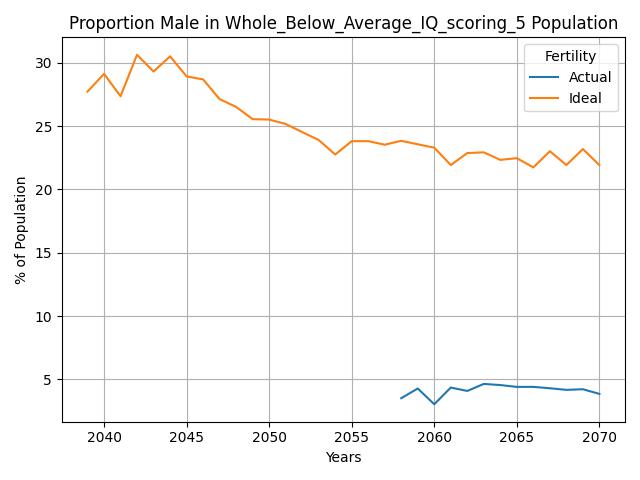 Proportion Male in Whole_Below_Average_IQ_scoring_5 Population
Fertility
Actual
Ideal
% of Population
30
25
20
15
10
5
2040 2045 2050 2055 2060 2065 2070
Years